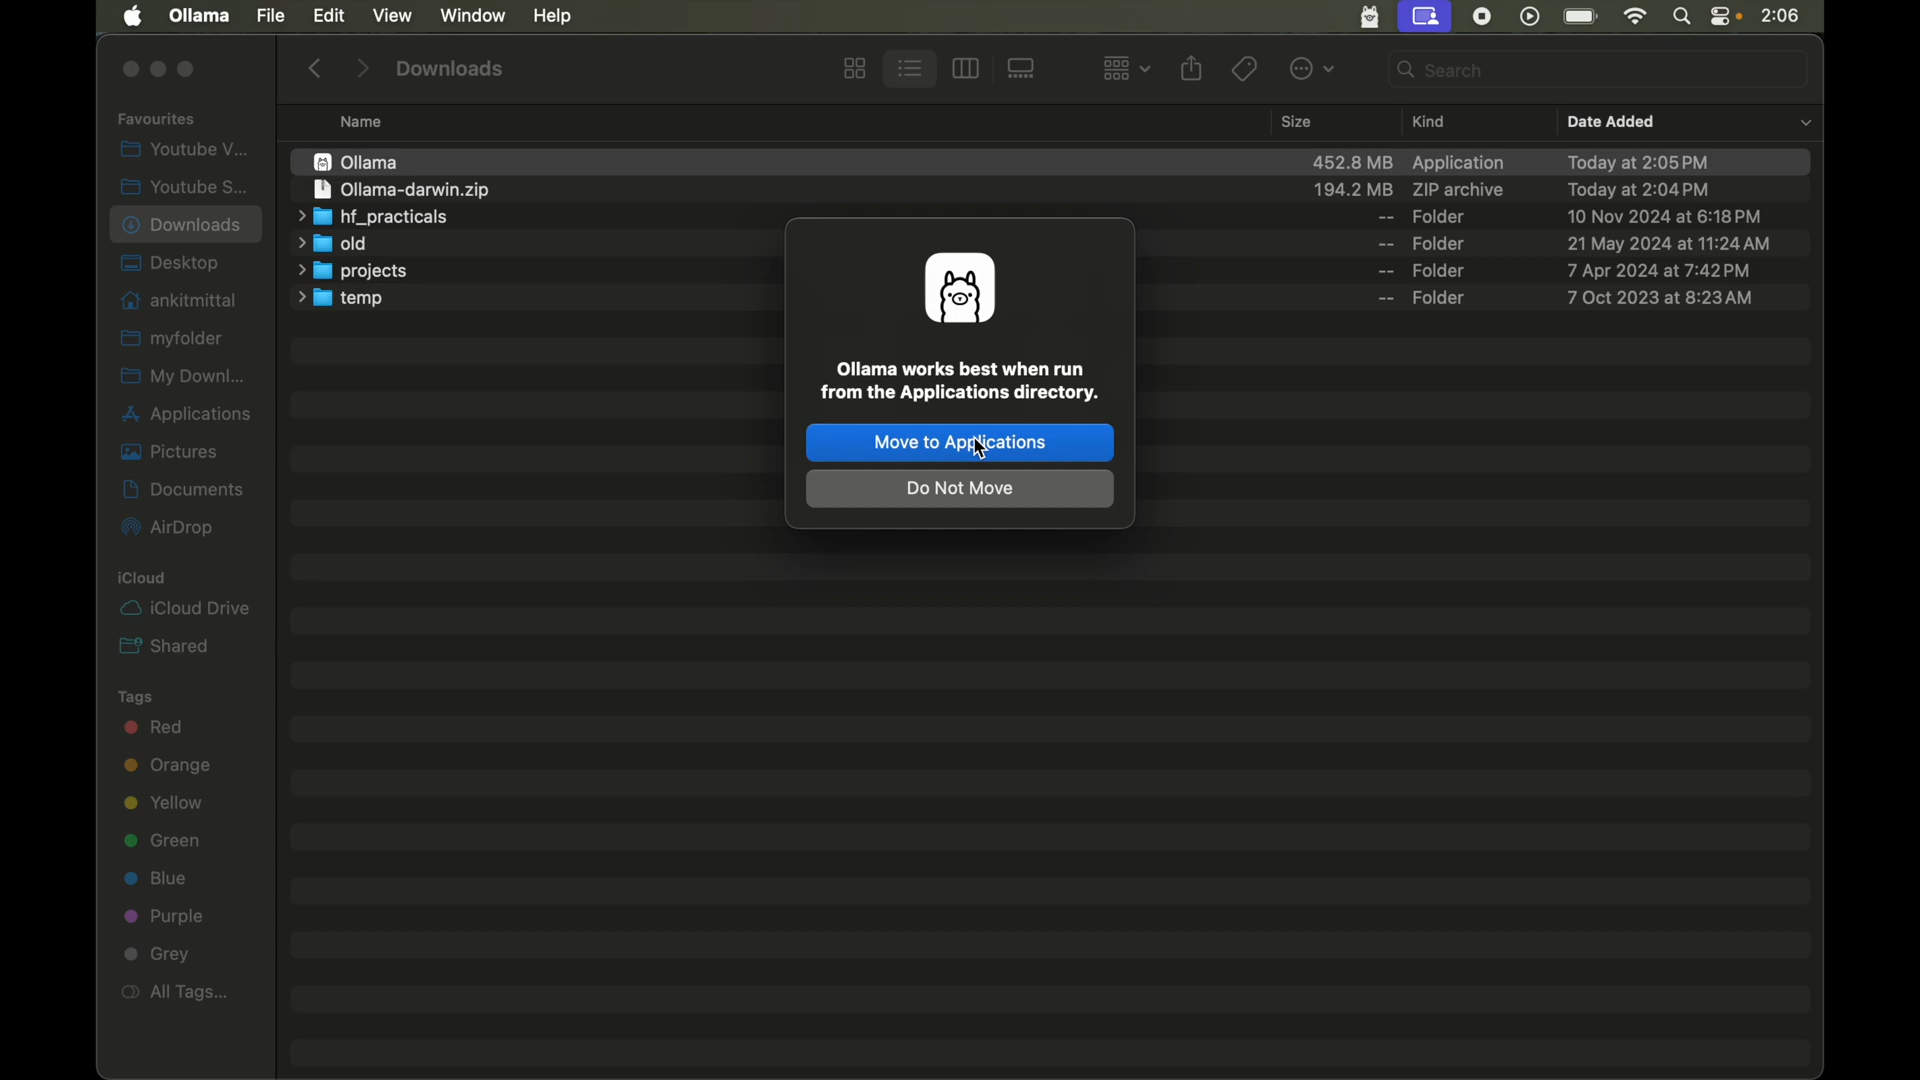 Ollama File Edit View Window Help 2:06
Downloads Search
Favourites
Youtube V...
Youtube S...
Downloads
Desktop
ankitmittal
myfolder
My Downl...
Applications
Pictures
Documents
AirDrop
iCloud
iCloud Drive
Shared
Tags
Red
Orange
Yellow
Green
Blue
Purple
Grey
All Tags...
Name Size Kind Date Added
Ollama 452.8 MB Application Today at 2:05 PM
Ollama-darwin.zip 194.2 MB ZIP archive Today at 2:04 PM
hf_practicals -- Folder 10 Nov 2024 at 6:18 PM
old -- Folder 21 May 2024 at 11:24 AM
projects -- Folder 7 Apr 2024 at 7:42 PM
temp -- Folder 7 Oct 2023 at 8:23 AM
Ollama works best when run
from the Applications directory.
Move to Applications
Do Not Move